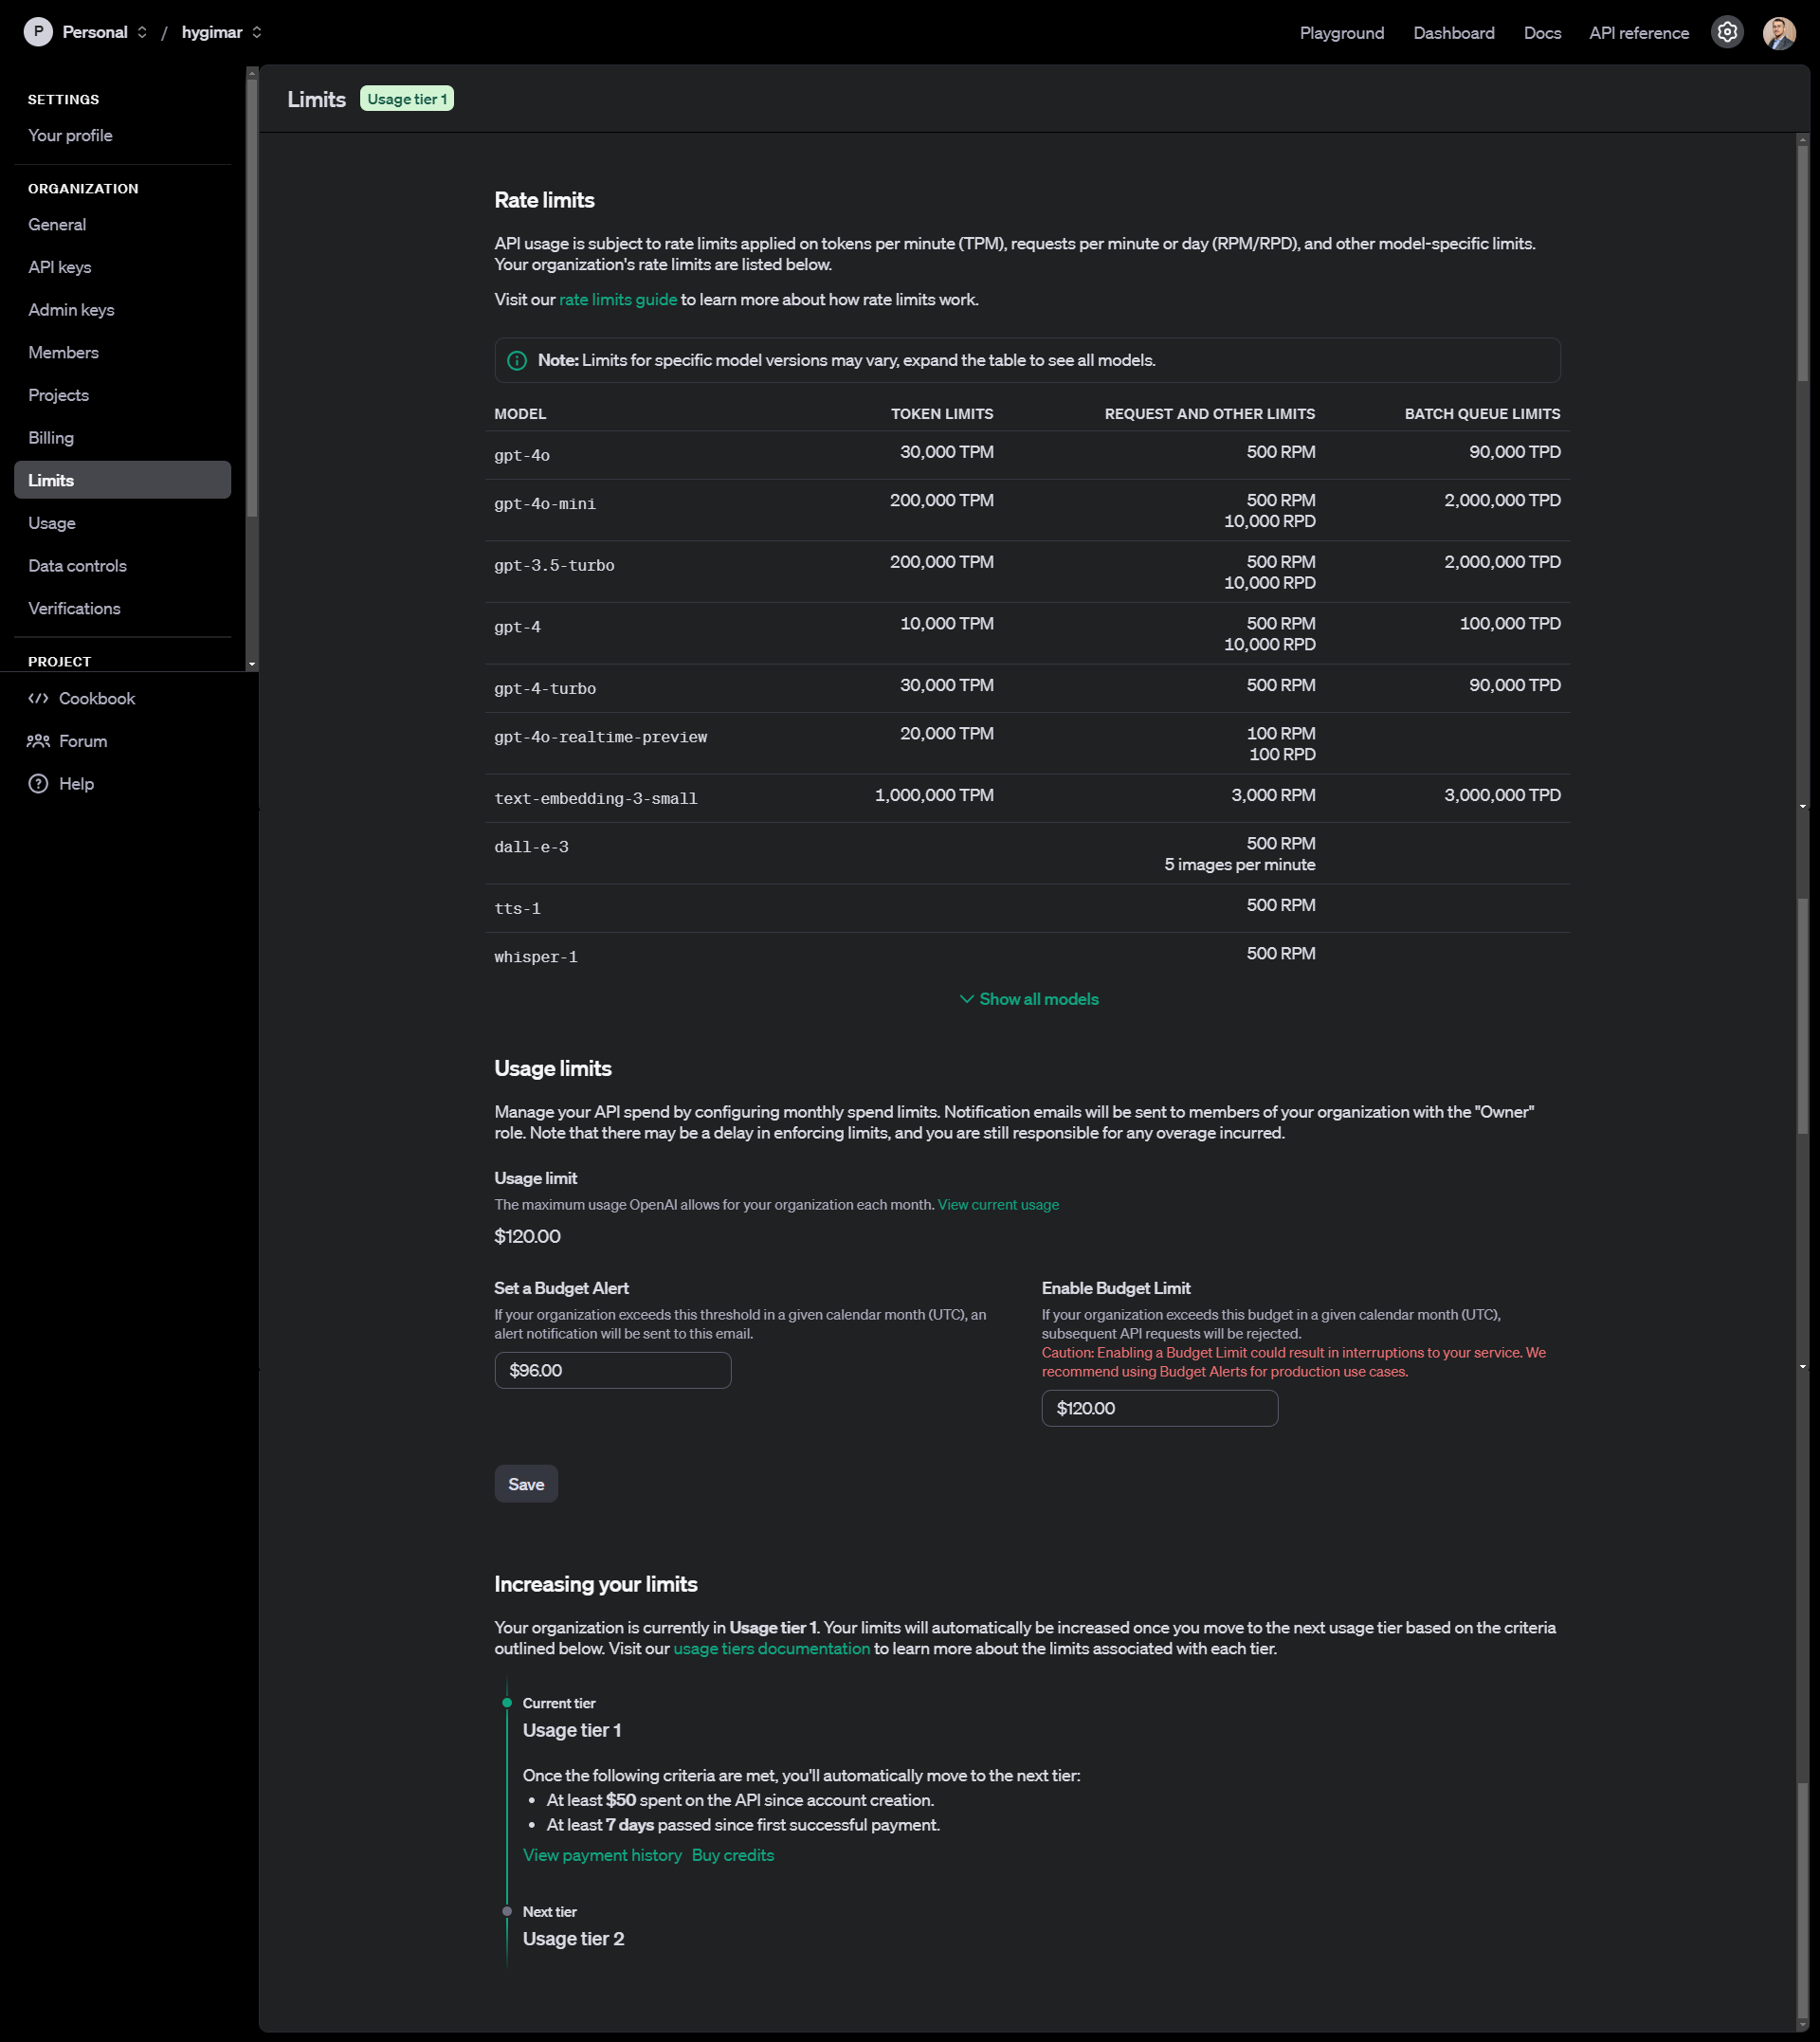 P Personal / hygimar
Playground Dashboard Docs API reference
SETTINGS
Your profile
ORGANIZATION
General
API keys
Admin keys
Members
Projects
Billing
Limits
Usage
Data controls
Verifications
PROJECT
Cookbook
Forum
Help
Limits Usage tier 1
Rate limits
API usage is subject to rate limits applied on tokens per minute (TPM), requests per minute or day (RPM/RPD), and other model-specific limits.
Your organization's rate limits are listed below.
Visit our rate limits guide to learn more about how rate limits work.
Note: Limits for specific model versions may vary, expand the table to see all models.
MODEL TOKEN LIMITS REQUEST AND OTHER LIMITS BATCH QUEUE LIMITS
gpt-4o 30,000 TPM 500 RPM 90,000 TPD
gpt-4o-mini 200,000 TPM 500 RPM 2,000,000 TPD
10,000 RPD
gpt-3.5-turbo 200,000 TPM 500 RPM 2,000,000 TPD
10,000 RPD
gpt-4 10,000 TPM 500 RPM 100,000 TPD
10,000 RPD
gpt-4-turbo 30,000 TPM 500 RPM 90,000 TPD
gpt-4o-realtime-preview 20,000 TPM 100 RPM
100 RPD
text-embedding-3-small 1,000,000 TPM 3,000 RPM 3,000,000 TPD
dall-e-3 500 RPM
5 images per minute
tts-1 500 RPM
whisper-1 500 RPM
Show all models
Usage limits
Manage your API spend by configuring monthly spend limits. Notification emails will be sent to members of your organization with the "Owner"
role. Note that there may be a delay in enforcing limits, and you are still responsible for any overage incurred.
Usage limit
The maximum usage OpenAI allows for your organization each month. View current usage
$120.00
Set a Budget Alert
If your organization exceeds this threshold in a given calendar month (UTC), an
alert notification will be sent to this email.
$96.00
Enable Budget Limit
If your organization exceeds this budget in a given calendar month (UTC),
subsequent API requests will be rejected.
Caution: Enabling a Budget Limit could result in interruptions to your service. We
recommend using Budget Alerts for production use cases.
$120.00
Save
Increasing your limits
Your organization is currently in Usage tier 1. Your limits will automatically be increased once you move to the next usage tier based on the criteria
outlined below. Visit our usage tiers documentation to learn more about the limits associated with each tier.
Current tier
Usage tier 1
Once the following criteria are met, you'll automatically move to the next tier:
• At least $50 spent on the API since account creation.
• At least 7 days passed since first successful payment.
View payment history Buy credits
Next tier
Usage tier 2